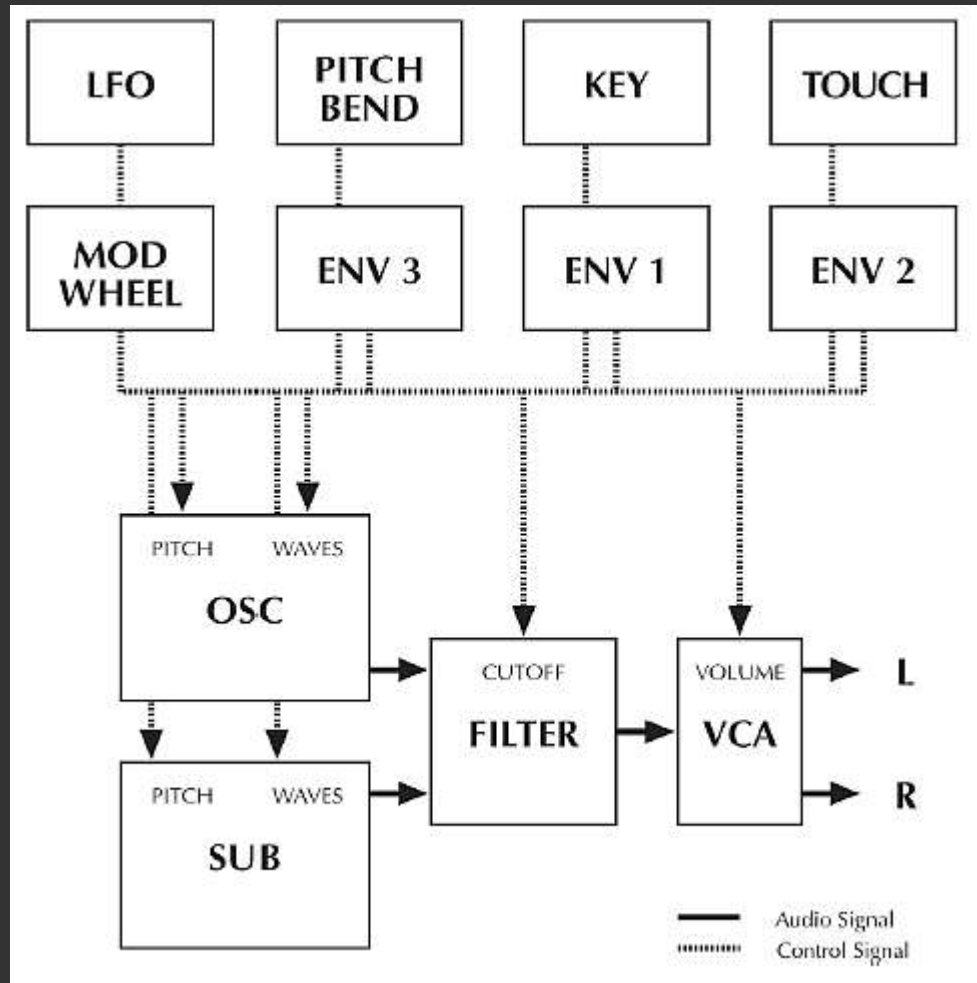 LFO
PITCH
BEND
KEY
TOUCH
MOD
WHEEL
ENV 3
ENV 1
ENV 2
PITCH WAVES
OSC
CUTOFF
FILTER
VOLUME
VCA
L
R
PITCH WAVES
SUB
Audio Signal
Control Signal